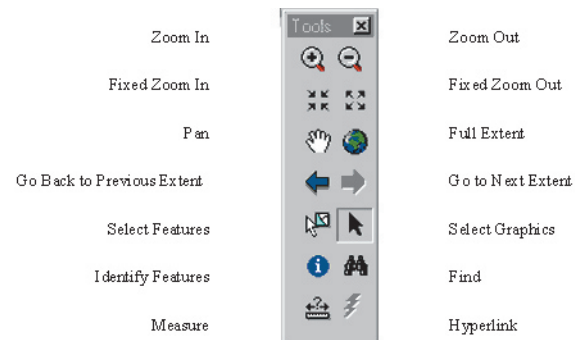 Tools
Zoom In
Zoom Out
Fixed Zoom In
Fixed Zoom Out
Pan
Full Extent
Go Back to Previous Extent
Go to Next Extent
Select Features
Select Graphics
Identify Features
Find
Measure
Hyperlink